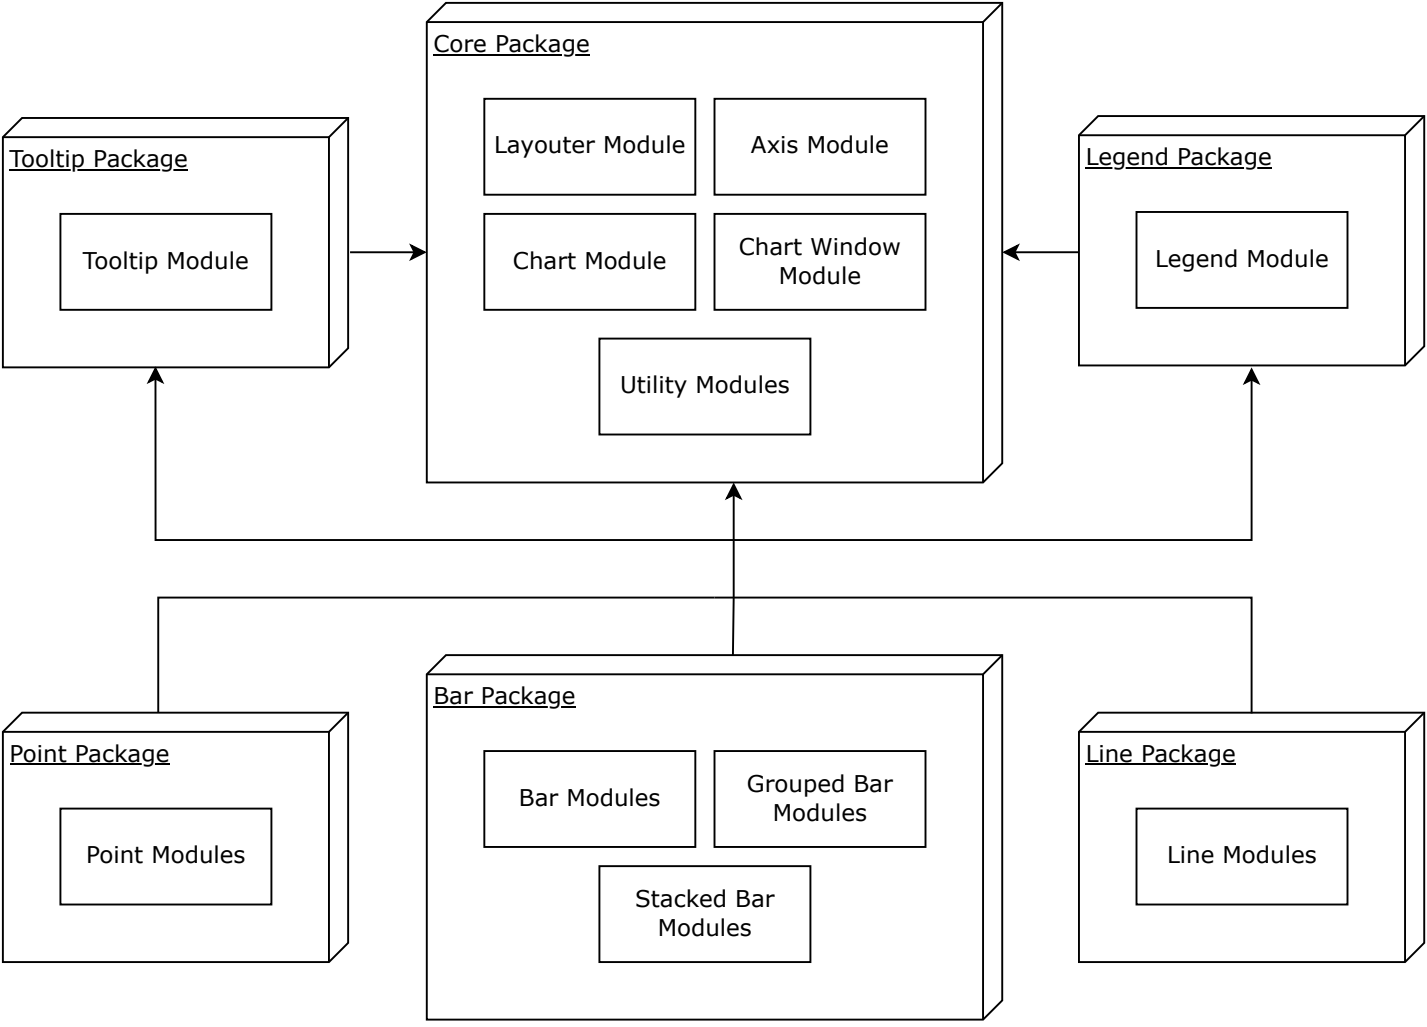 Core Package
Layouter Module
Axis Module
Chart Module
Chart Window
Module
Utility Modules
Tooltip Package
Tooltip Module
Legend Package
Legend Module
Point Package
Point Modules
Bar Package
Bar Modules
Grouped Bar
Modules
Stacked Bar
Modules
Line Package
Line Modules